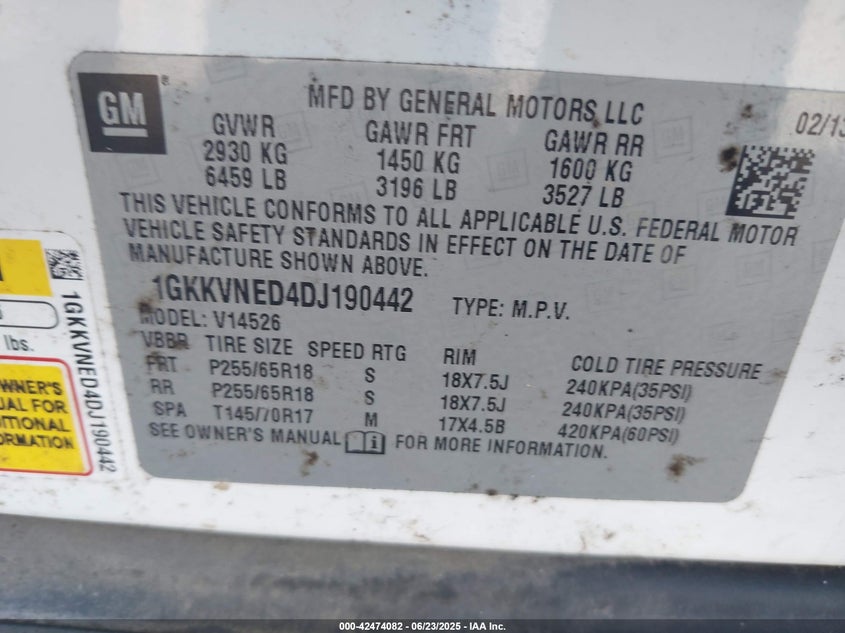 GM ®
MFD BY GENERAL MOTORS LLC
02/13
GVWR GAWR FRT GAWR RR
2930 KG 1450 KG 1600 KG
6459 LB 3196 LB 3527 LB
THIS VEHICLE CONFORMS TO ALL APPLICABLE U.S. FEDERAL MOTOR
VEHICLE SAFETY STANDARDS IN EFFECT ON THE DATE OF
MANUFACTURE SHOWN ABOVE.
1GKKVNED4DJ190442 TYPE: M.P.V.
MODEL: V14526
VBBR TIRE SIZE SPEED RTG RIM COLD TIRE PRESSURE
FRT P255/65R18 S 18X7.5J 240KPA(35PSI)
RR P255/65R18 S 18X7.5J 240KPA(35PSI)
SPA T145/70R17 M 17X4.5B 420KPA(60PSI)
SEE OWNER'S MANUAL FOR MORE INFORMATION.
1GKKVNED4DJ190442
lbs.
WNER'S
UAL FOR
ITIONAL
ORMATION
000-42474082 - 06/23/2025 - IAA Inc.